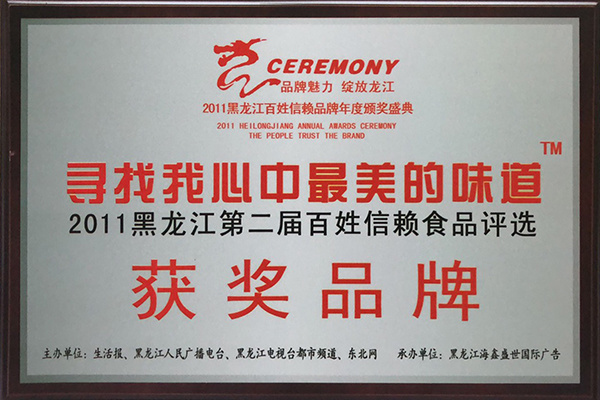 CEREMONY
品牌魅力 绽放龙江
2011黑龙江百姓信赖品牌年度颁奖盛典
2011 HEILONGJIANG ANNUAL AWARDS CEREMONY
THE PEOPLE TRUST THE BRAND
寻找我心中最美的味道™
2011黑龙江第二届百姓信赖食品评选
获奖品牌
主办单位：生活报、黑龙江人民广播电台、黑龙江电视台都市频道、东北网 承办单位：黑龙江海鑫盛世国际广告